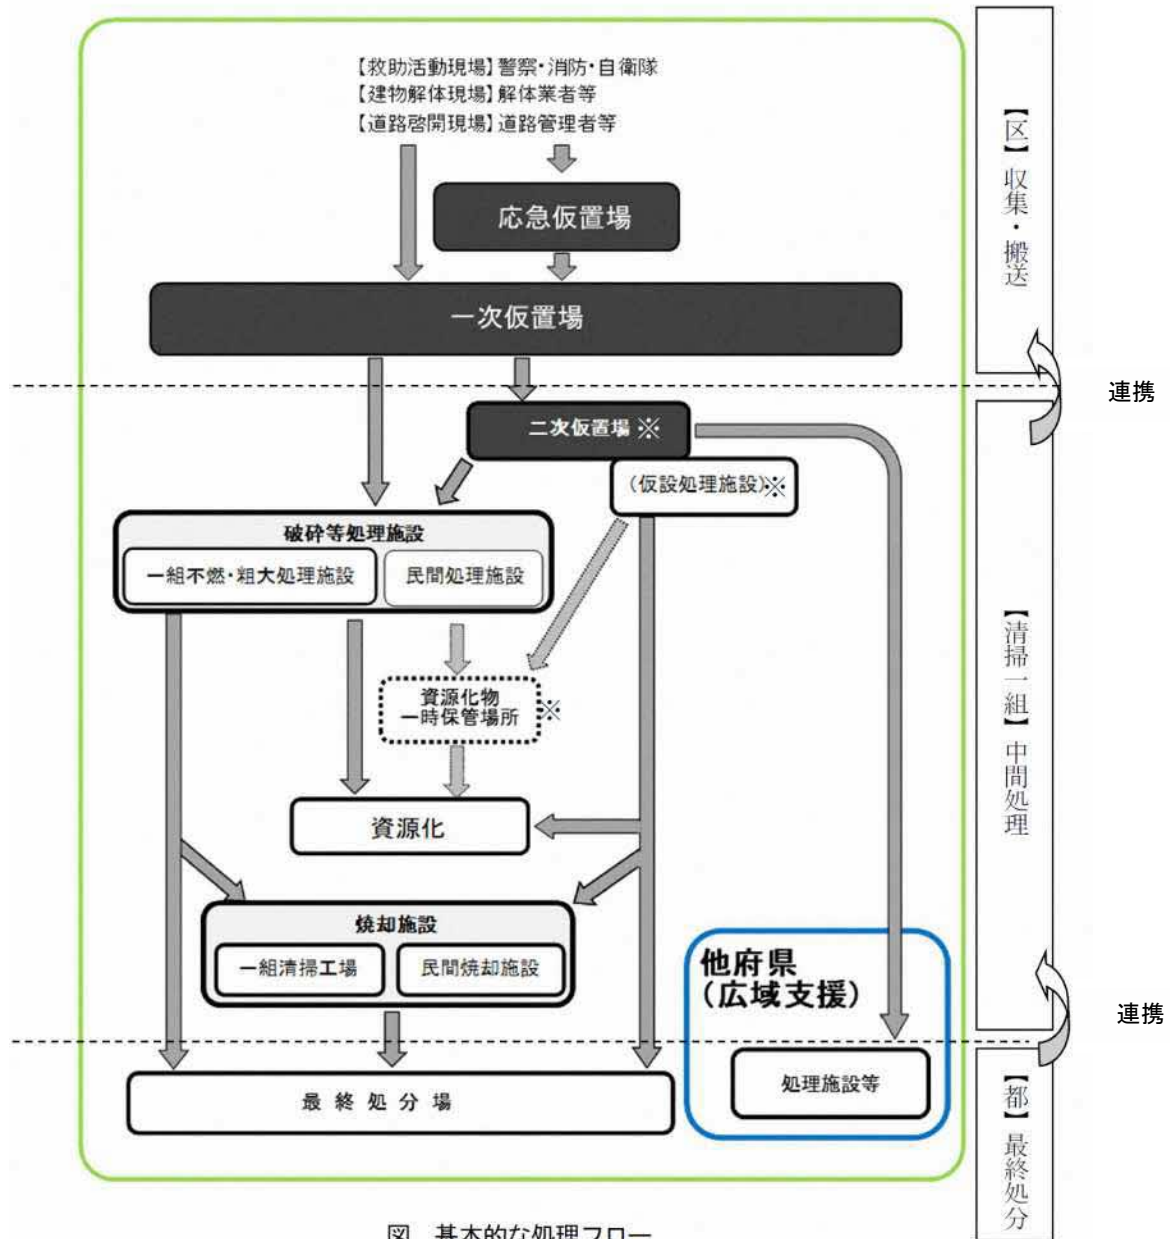 【救助活動現場】警察・消防・自衛隊
【建物解体現場】解体業者等
【道路啓開現場】道路管理者等
応急仮置場
一次仮置場
二次仮置場※
(仮設処理施設)※
破砕等処理施設
一組不燃・粗大処理施設
民間処理施設
資源化物
一時保管場所
※
資源化
焼却施設
一組清掃工場
民間焼却施設
他府県
(広域支援)
処理施設等
最終処分場
【区】収集・搬送
連携
【清掃一組】中間処理
連携
【都】最終処分
図 基本的な処理フロー